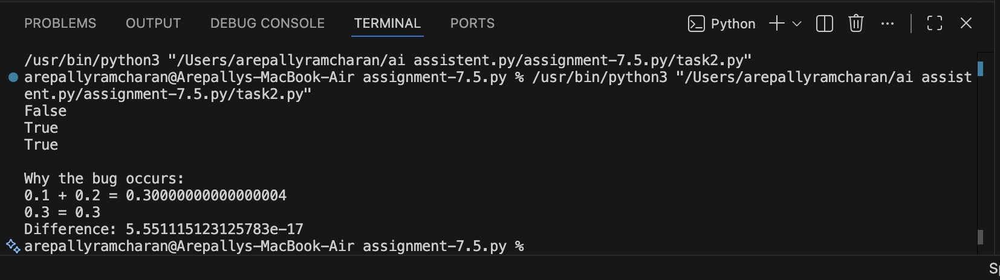 PROBLEMS OUTPUT DEBUG CONSOLE TERMINAL PORTS Python
/usr/bin/python3 "/Users/arepallyramcharan/ai assistent.py/assignment-7.5.py/task2.py"
arepallyramcharan@Arepallys-MacBook-Air assignment-7.5.py % /usr/bin/python3 "/Users/arepallyramcharan/ai assist
ent.py/assignment-7.5.py/task2.py"
False
True
True
Why the bug occurs:
0.1 + 0.2 = 0.30000000000000004
0.3 = 0.3
Difference: 5.551115123125783e-17
arepallyramcharan@Arepallys-MacBook-Air assignment-7.5.py %